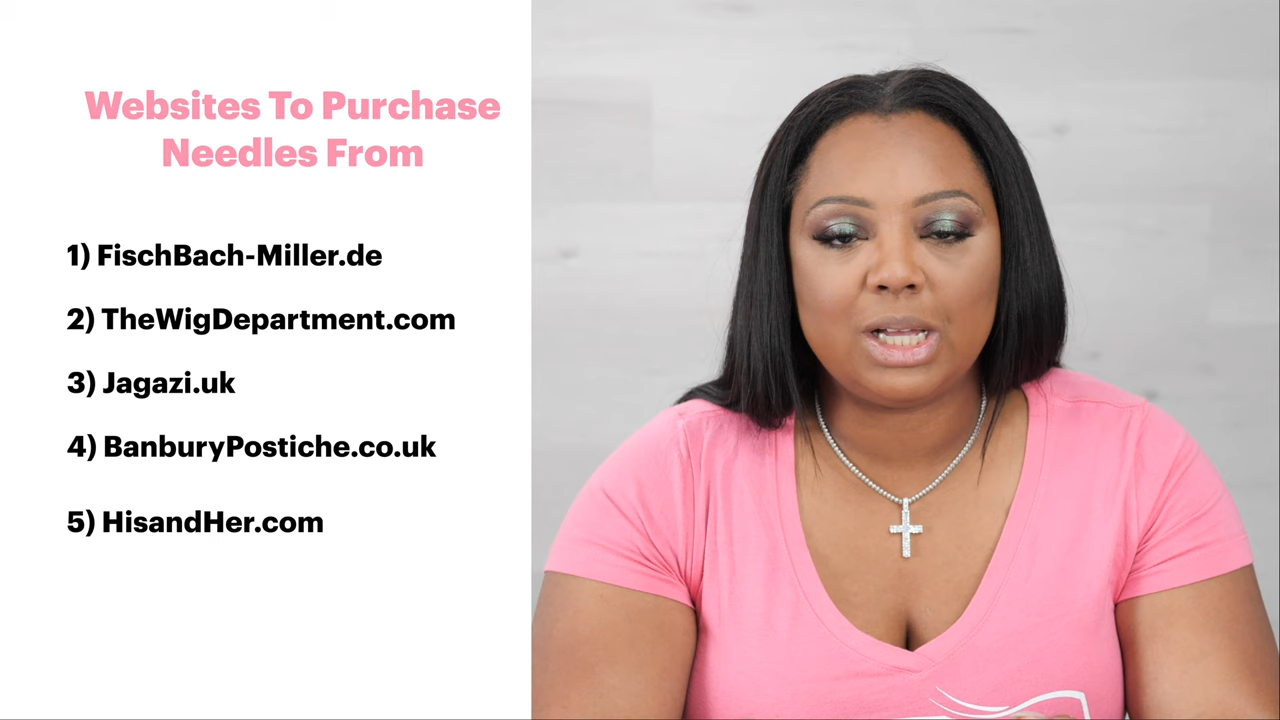 Websites To Purchase
Needles From
1) FischBach-Miller.de
2) TheWigDepartment.com
3) Jagazi.uk
4) BanburyPostiche.co.uk
5) HisandHer.com